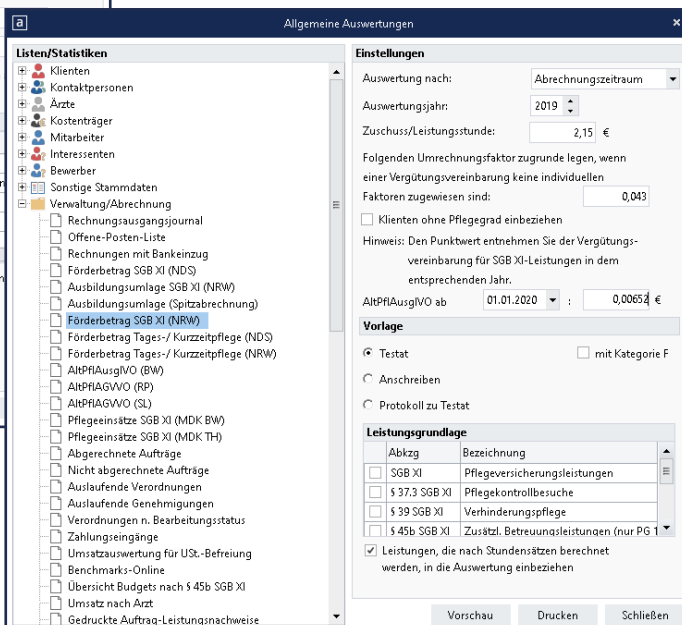 a
Allgemeine Auswertungen
Listen/Statistiken
Klienten
Kontaktpersonen
Ärzte
Kostenträger
Mitarbeiter
Interessenten
Bewerber
Sonstige Stammdaten
Verwaltung/Abrechnung
Rechnungsausgangsjournal
Offene-Posten-Liste
Rechnungen mit Bankeinzug
Förderbetrag SGB XI (NDS)
Ausbildungsumlage SGB XI (NRW)
Ausbildungsumlage (Spitzabrechnung)
Förderbetrag SGB XI (NRW)
Förderbetrag Tages-/ Kurzzeitpflege (NDS)
Förderbetrag Tages-/ Kurzzeitpflege (NRW)
AltPflAusglVO (BW)
AltPflAGVVO (RP)
AltPflAGVVO (SL)
Pflegeeinsätze SGB XI (MDK BW)
Pflegeeinsätze SGB XI (MDK TH)
Abgerechnete Aufträge
Nicht abgerechnete Aufträge
Auslaufende Verordnungen
Auslaufende Genehmigungen
Verordnungen n. Bearbeitungsstatus
Zahlungseingänge
Umsatzauswertung für USt.-Befreiung
Benchmarks-Online
Übersicht Budgets nach § 45b SGB XI
Umsatz nach Arzt
Gedruckte Auftrag-Leistungsnachweise
Einstellungen
Auswertung nach: Abrechnungszeitraum
Auswertungsjahr: 2019
Zuschuss/Leistungsstunde: 2,15 €
Folgenden Umrechnungsfaktor zugrunde legen, wenn
einer Vergütungsvereinbarung keine individuellen
Faktoren zugewiesen sind: 0,043
Klienten ohne Pflegegrad einbeziehen
Hinweis: Den Punktwert entnehmen Sie der Vergütungs-
vereinbarung für SGB XI-Leistungen in dem
entsprechenden Jahr.
AltPflAusglVO ab 01.01.2020 : 0,00652 €
Vorlage
Testat mit Kategorie F
Anschreiben
Protokoll zu Testat
Leistungsgrundlage
Abkzg Bezeichnung
SGB XI Pflegeversicherungsleistungen
§ 37.3 SGB XI Pflegekontrollbesuche
§ 39 SGB XI Verhinderungspflege
§ 45b SGB XI Zusätzl. Betreuungsleistungen (nur PG 1
Leistungen, die nach Stundensätzen berechnet
werden, in die Auswertung einbeziehen
Vorschau Drucken Schließen